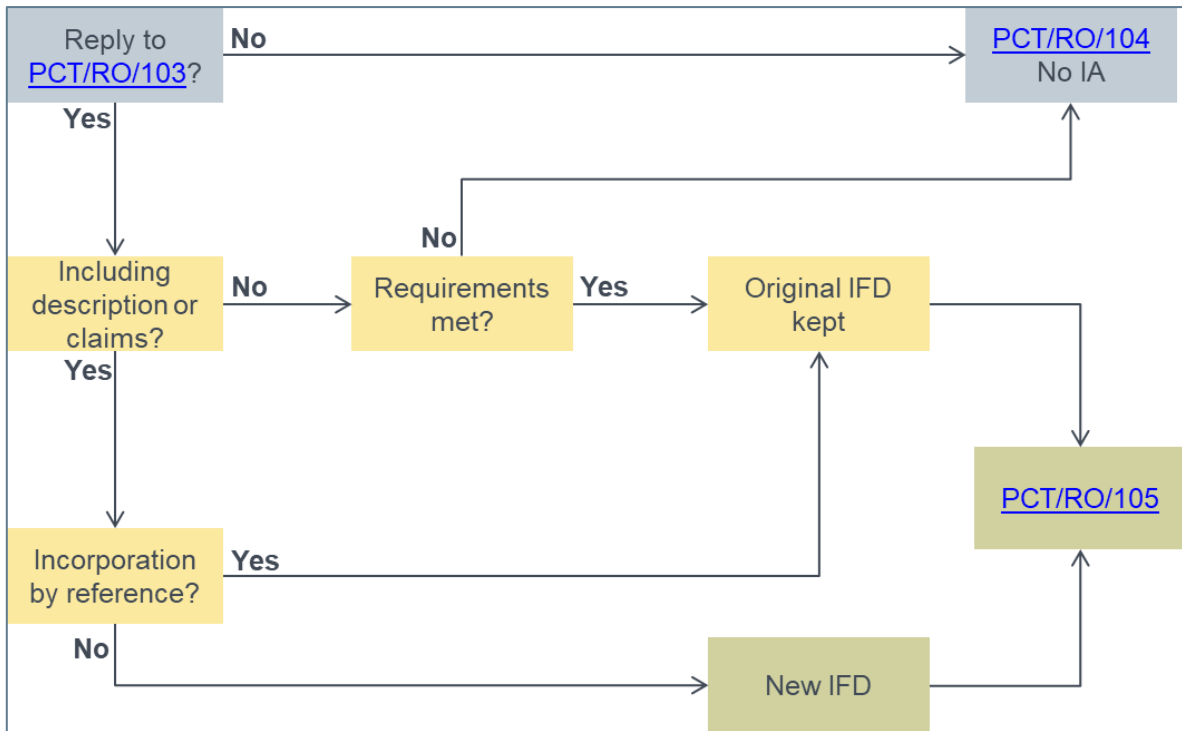 Reply to
PCT/RO/103?
No
PCT/RO/104
No IA
Yes
No
Including
description or
claims?
No
Requirements
met?
Yes
Original IFD
kept
Yes
PCT/RO/105
Incorporation
by reference?
Yes
No
New IFD